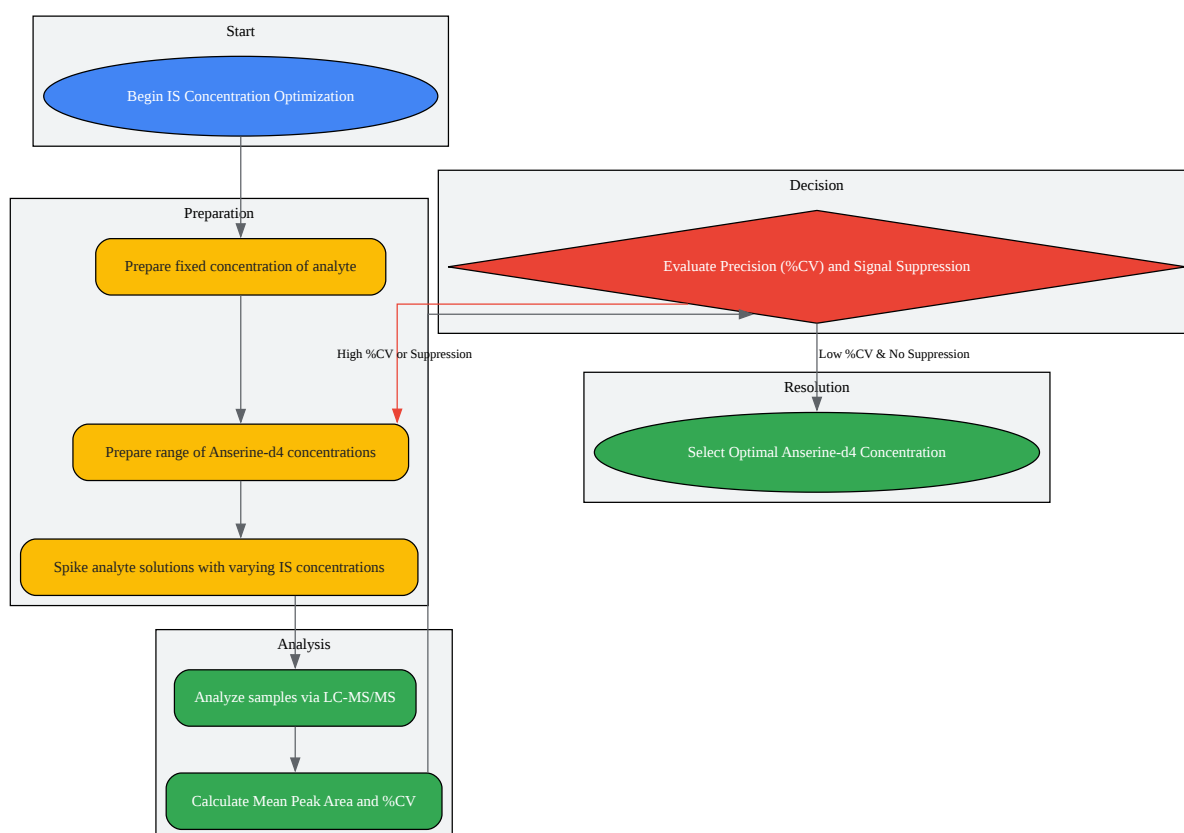 Start
Begin IS Concentration Optimization
Preparation
Prepare fixed concentration of analyte
Prepare range of Anserine-d4 concentrations
Spike analyte solutions with varying IS concentrations
Analysis
Analyze samples via LC-MS/MS
Calculate Mean Peak Area and %CV
Decision
Evaluate Precision (%CV) and Signal Suppression
High %CV or Suppression
Low %CV & No Suppression
Resolution
Select Optimal Anserine-d4 Concentration